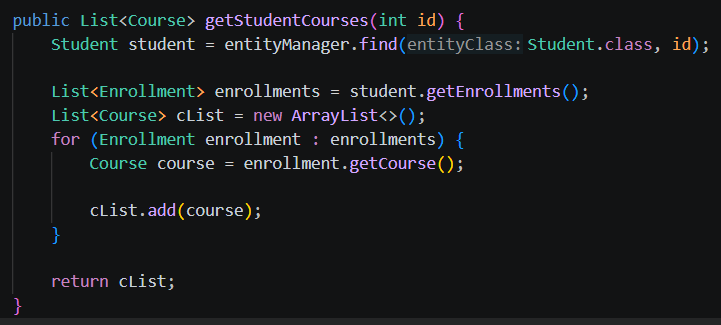 public List<Course> getStudentCourses(int id) {
Student student = entityManager.find(entityClass: Student.class, id);
List<Enrollment> enrollments = student.getEnrollments();
List<Course> cList = new ArrayList<>();
for (Enrollment enrollment : enrollments) {
Course course = enrollment.getCourse();
cList.add(course);
}
return cList;
}